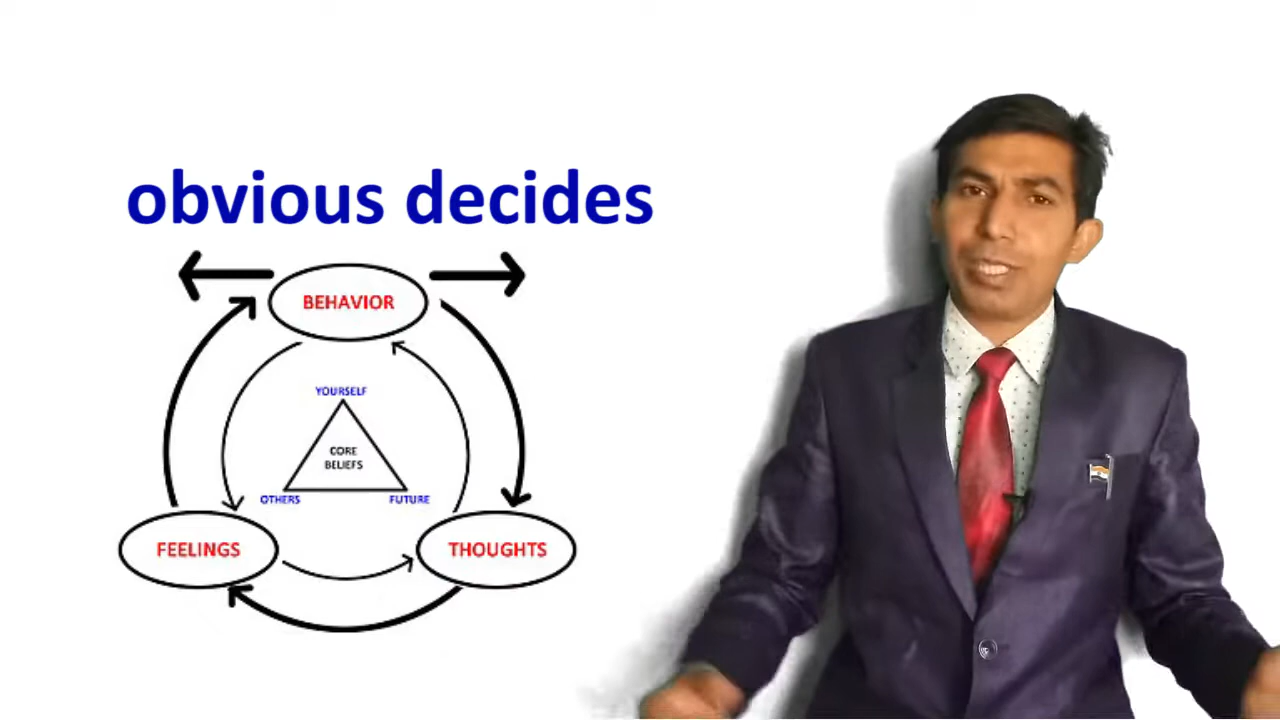 obvious decides
BEHAVIOR
YOURSELF
CORE
BELIEFS
OTHERS
FUTURE
FEELINGS
THOUGHTS